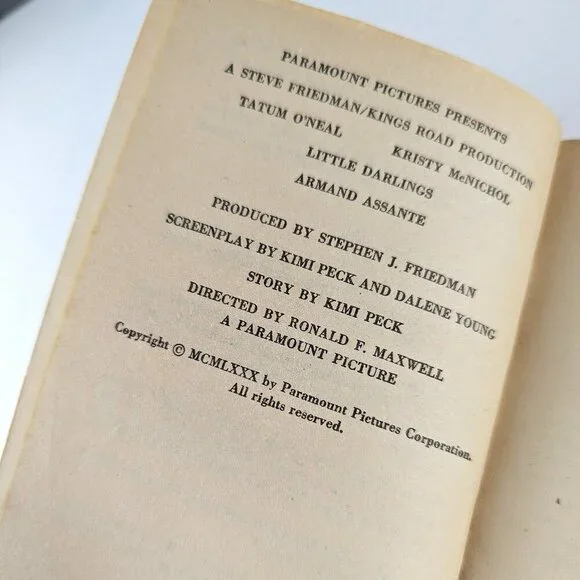 PARAMOUNT PICTURES PRESENTS
A STEVE FRIEDMAN/KINGS ROAD PRODUCTION
TATUM O'NEAL KRISTY McNICHOL
LITTLE DARLINGS
ARMAND ASSANTE
PRODUCED BY STEPHEN J. FRIEDMAN
SCREENPLAY BY KIMI PECK AND DALENE YOUNG
STORY BY KIMI PECK
DIRECTED BY RONALD F. MAXWELL
A PARAMOUNT PICTURE
Copyright © MCMLXXX by Paramount Pictures Corporation.
All rights reserved.